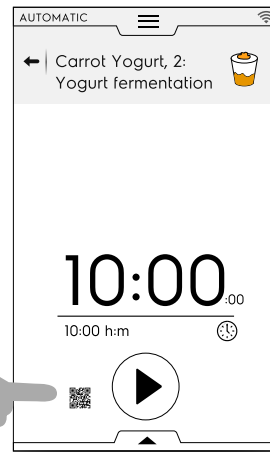 AUTOMATIC
Carrot Yogurt, 2:
Yogurt fermentation
10:00:00
10:00 h:m